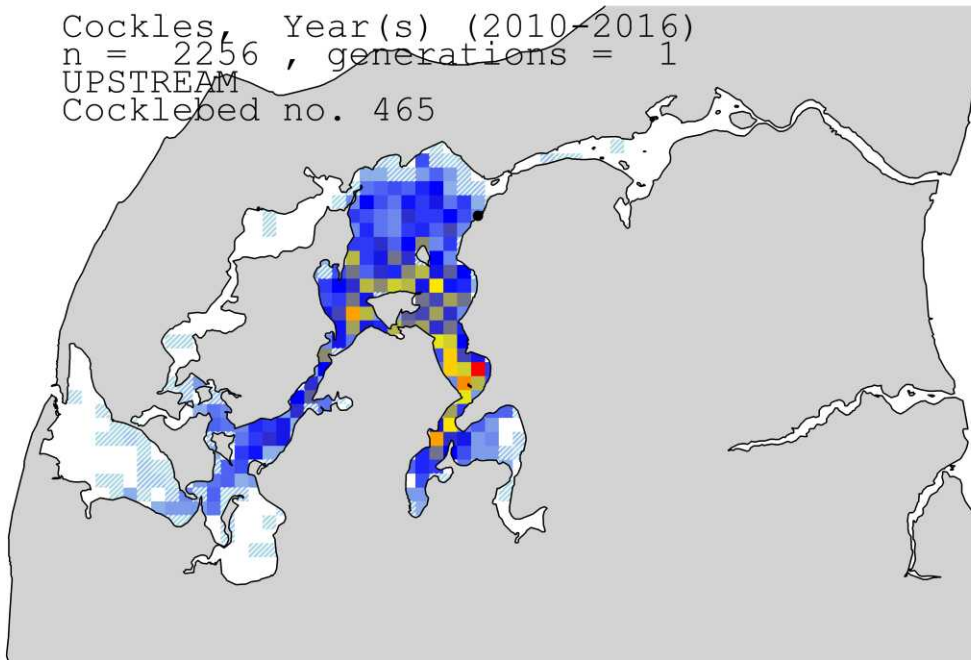 Cockles, Year(s) (2010-2016)
n = 2256 , generations = 1
UPSTREAM
Cocklebed no. 465